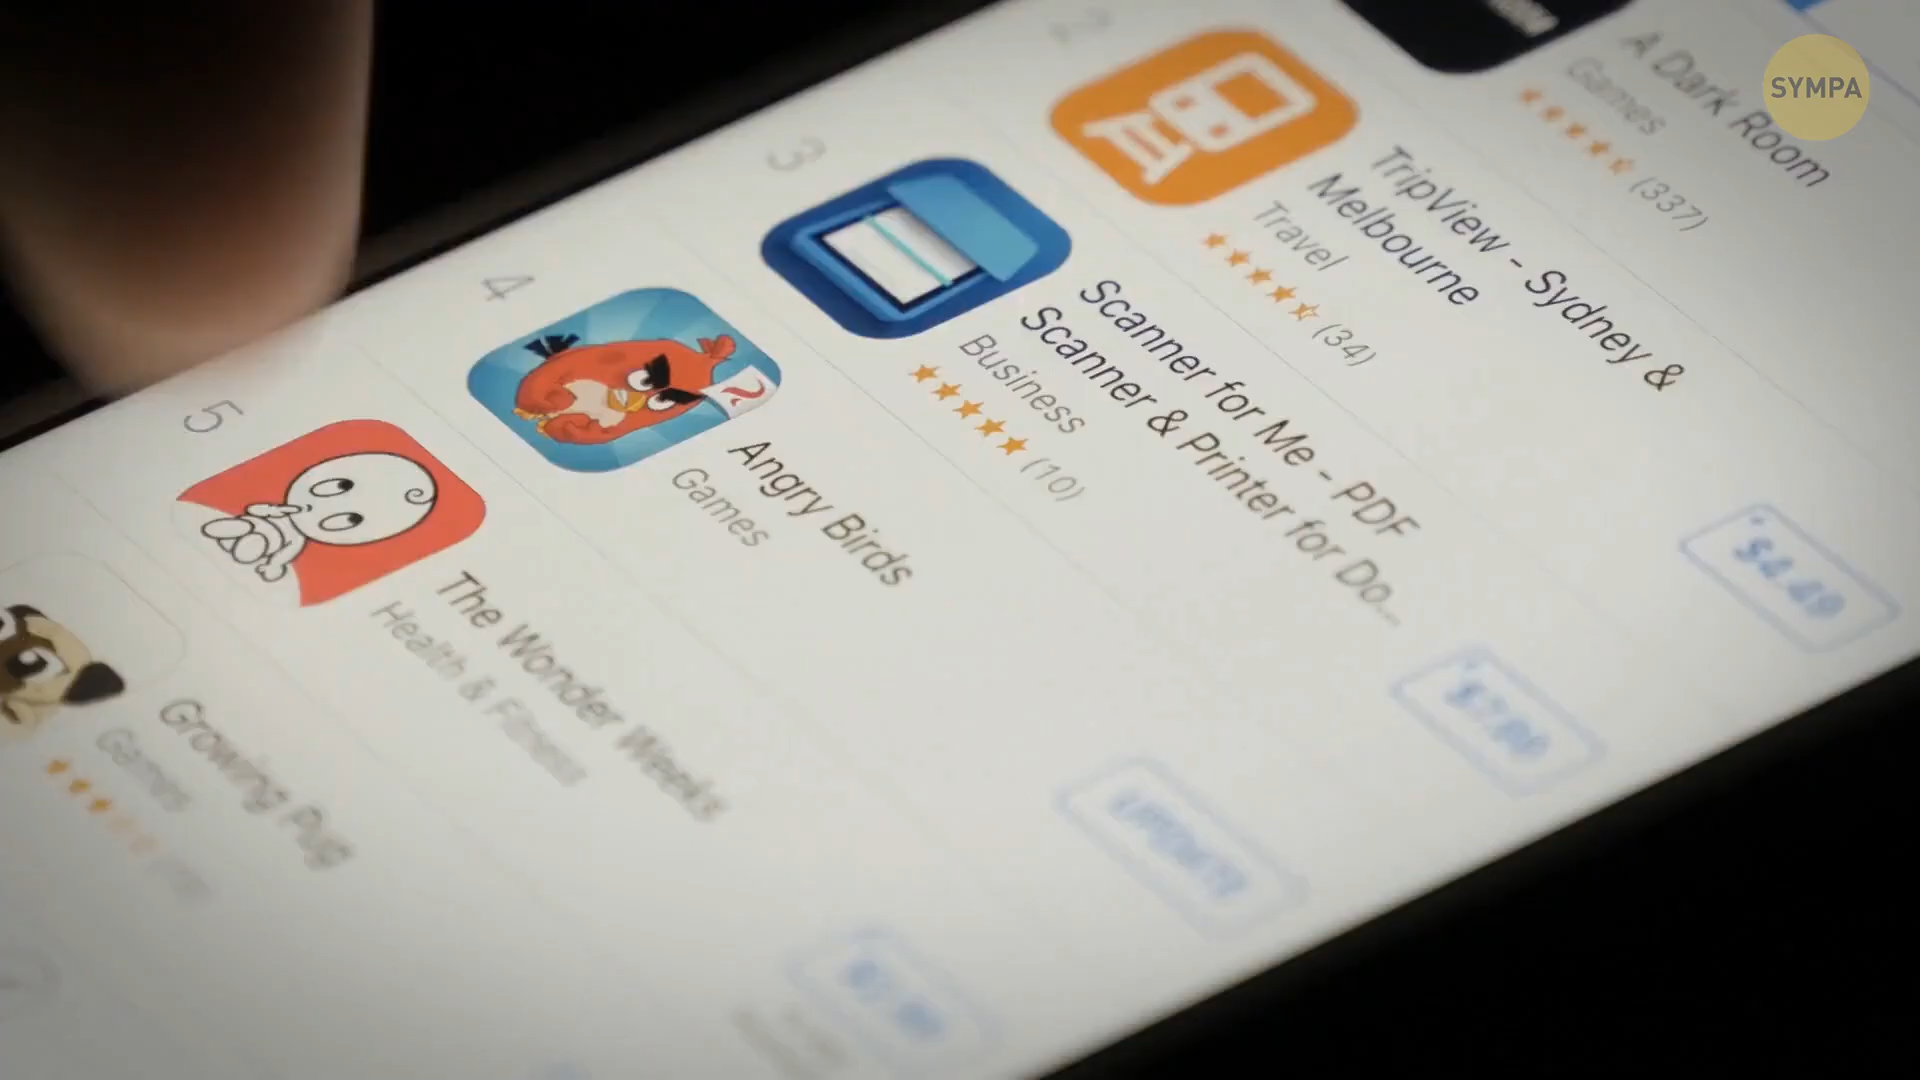 SYMPA
A Dark Room
Games
(337)
2
TripView - Sydney &
Melbourne
Travel
(34)
$4.49
3
Scanner for Me - PDF
Scanner & Printer for Do...
Business
(10)
4
Angry Birds
Games
UPDATE
5
The Wonder Weeks
Health & Fitness
Growing Pug
Games